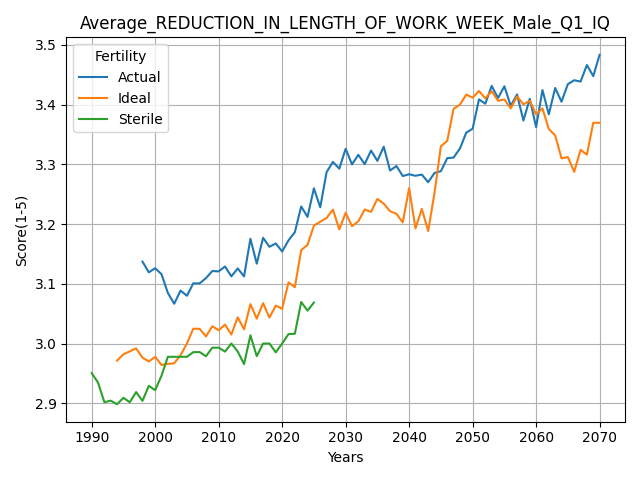 Average_REDUCTION_IN_LENGTH_OF_WORK_WEEK_Male_Q1_IQ
Fertility
Actual
Ideal
Sterile
Score(1-5)
3.5
3.4
3.3
3.2
3.1
3.0
2.9
1990 2000 2010 2020 2030 2040 2050 2060 2070
Years